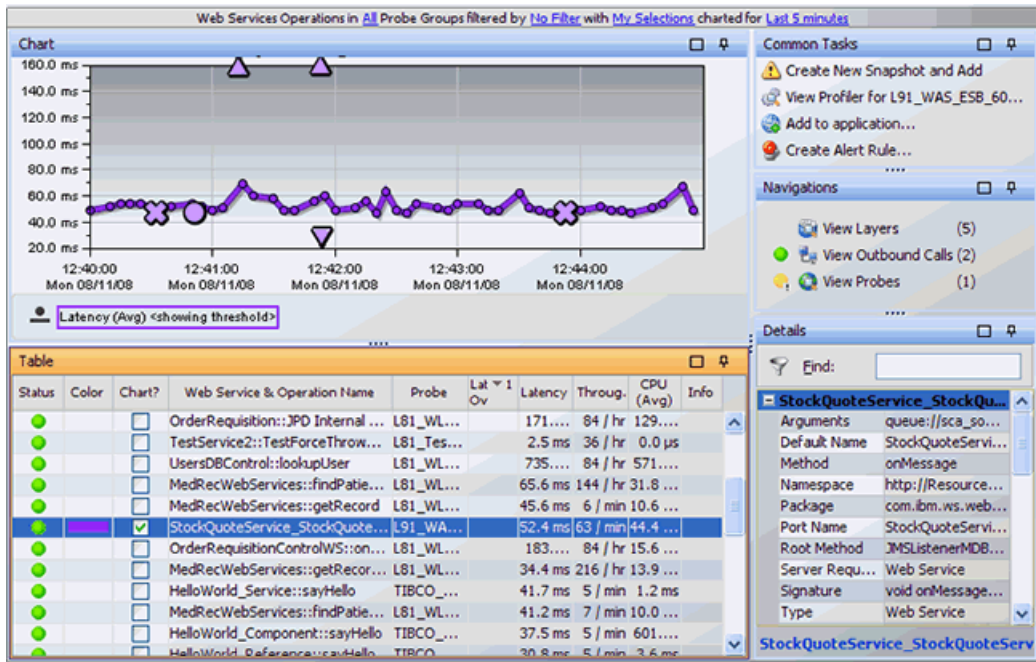 Web Services Operations in All Probe Groups filtered by No Filter with My Selections charted for Last 5 minutes
Chart
160.0 ms
140.0 ms
120.0 ms
100.0 ms
80.0 ms
60.0 ms
40.0 ms
20.0 ms
12:40:00 12:41:00 12:42:00 12:43:00 12:44:00
Mon 08/11/08 Mon 08/11/08 Mon 08/11/08 Mon 08/11/08 Mon 08/11/08
Latency (Avg) <showing threshold>
Table
Status Color Chart? Web Service & Operation Name Probe Lat 1 Ov Latency Throug. CPU (Avg) Info
OrderRequisition::JPD Internal ... L81_WL... 171.... 84 / hr 129....
TestService2::TestForceThrow... L81_Tes... 2.5 ms 36 / hr 0.0 µs
UsersDBControl::lookupUser L81_WL... 735.... 84 / hr 571....
MedRecWebServices::findPatie... L81_WL... 65.6 ms 144 / hr 31.8 ...
MedRecWebServices::getRecord L81_WL... 45.6 ms 6 / min 10.6 ...
StockQuoteService_StockQuote... L91_WA... 52.4 ms 63 / min 44.4 ...
OrderRequisitionControlWS::on... L81_WL... 183.... 84 / hr 15.6 ...
MedRecWebServices::getRecor... L81_WL... 34.4 ms 216 / hr 13.9 ...
HelloWorld_Service::sayHello TIBCO_... 41.7 ms 5 / min 1.2 ms
MedRecWebServices::findPatie... L81_WL... 41.2 ms 7 / min 10.0 ...
HelloWorld_Component::sayHello TIBCO_... 37.5 ms 5 / min 601....
HelloWorld_Reference::sayHello TIBCO_... 30.8 ms 5 / min 3.6 ms
Common Tasks
Create New Snapshot and Add
View Profiler for L91_WAS_ESB_60...
Add to application...
Create Alert Rule...
Navigations
View Layers (5)
View Outbound Calls (2)
View Probes (1)
Details
Find:
StockQuoteService_StockQu...
Arguments queue://sca_so...
Default Name StockQuoteServi...
Method onMessage
Namespace http://Resource...
Package com.ibm.ws.web...
Port Name StockQuoteServi...
Root Method JMSListenerMDB...
Server Requ... Web Service
Signature void onMessage...
Type Web Service
StockQuoteService_StockQuoteServ